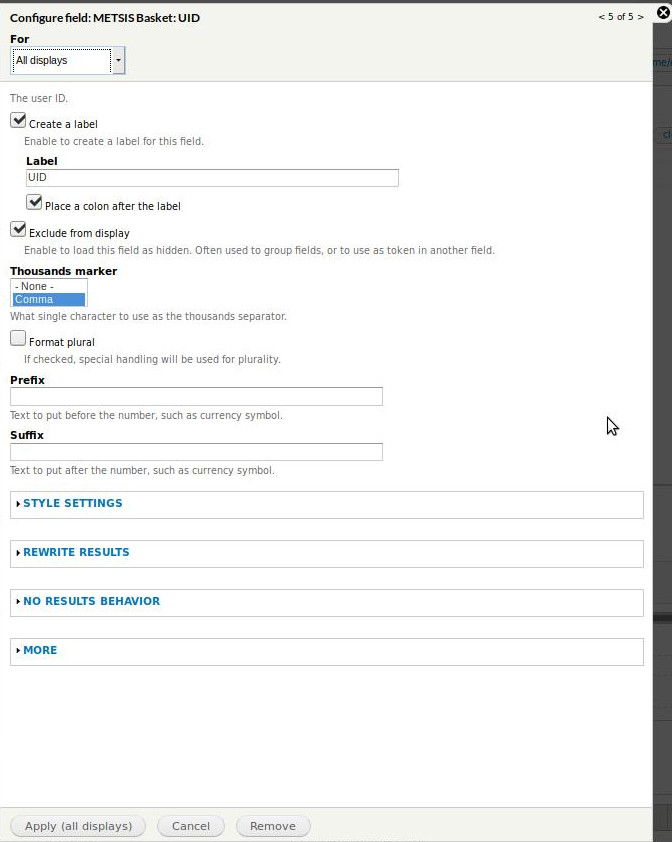 Configure field: METSIS Basket: UID
< 5 of 5 >
For
All displays
The user ID.
Create a label
Enable to create a label for this field.
Label
UID
Place a colon after the label
Exclude from display
Enable to load this field as hidden. Often used to group fields, or to use as token in another field.
Thousands marker
- None -
Comma
What single character to use as the thousands separator.
Format plural
If checked, special handling will be used for plurality.
Prefix
Text to put before the number, such as currency symbol.
Suffix
Text to put after the number, such as currency symbol.
STYLE SETTINGS
REWRITE RESULTS
NO RESULTS BEHAVIOR
MORE
Apply (all displays)
Cancel
Remove